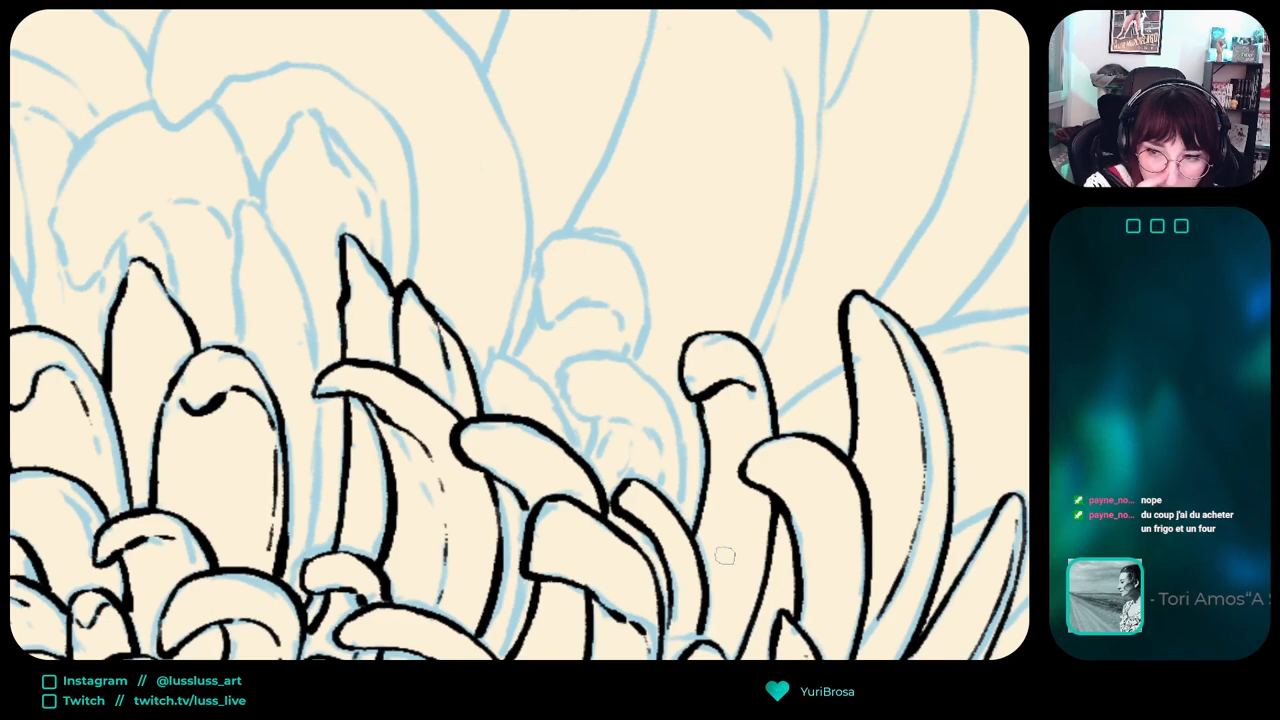 payne_no... nope
payne_no... du coup j'ai du acheter
un frigo et un four
- Tori Amos“A
Instagram // @lussluss_art
Twitch // twitch.tv/luss_live
YuriBrosa